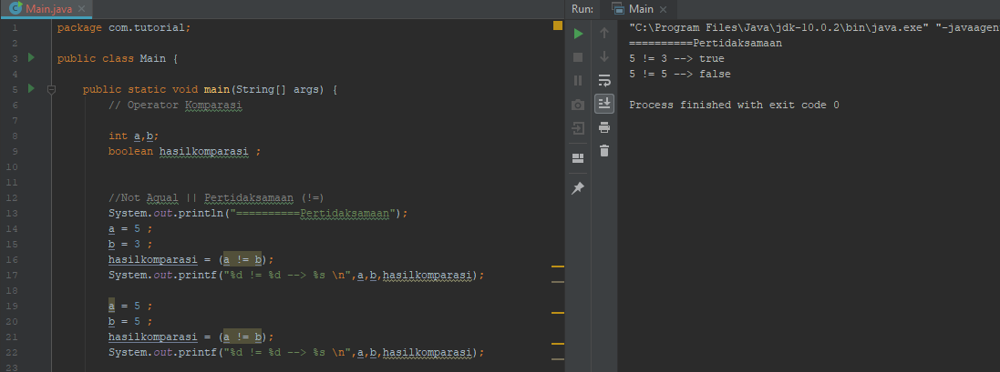 Main.java
1 package com.tutorial;
2
3 public class Main {
4
5 public static void main(String[] args) {
6 // Operator Komparasi
7
8 int a,b;
9 boolean hasilkomparasi ;
10
11
12 //Not Aqual || Pertidaksamaan (!=)
13 System.out.println("==========Pertidaksamaan");
14 a = 5 ;
15 b = 3 ;
16 hasilkomparasi = (a != b);
17 System.out.printf("%d != %d --> %s \n",a,b,hasilkomparasi);
18
19 a = 5 ;
20 b = 5 ;
21 hasilkomparasi = (a != b);
22 System.out.printf("%d != %d --> %s \n",a,b,hasilkomparasi);
23
Run: Main
"C:\Program Files\Java\jdk-10.0.2\bin\java.exe" "-javaagen
==========Pertidaksamaan
5 != 3 --> true
5 != 5 --> false
Process finished with exit code 0